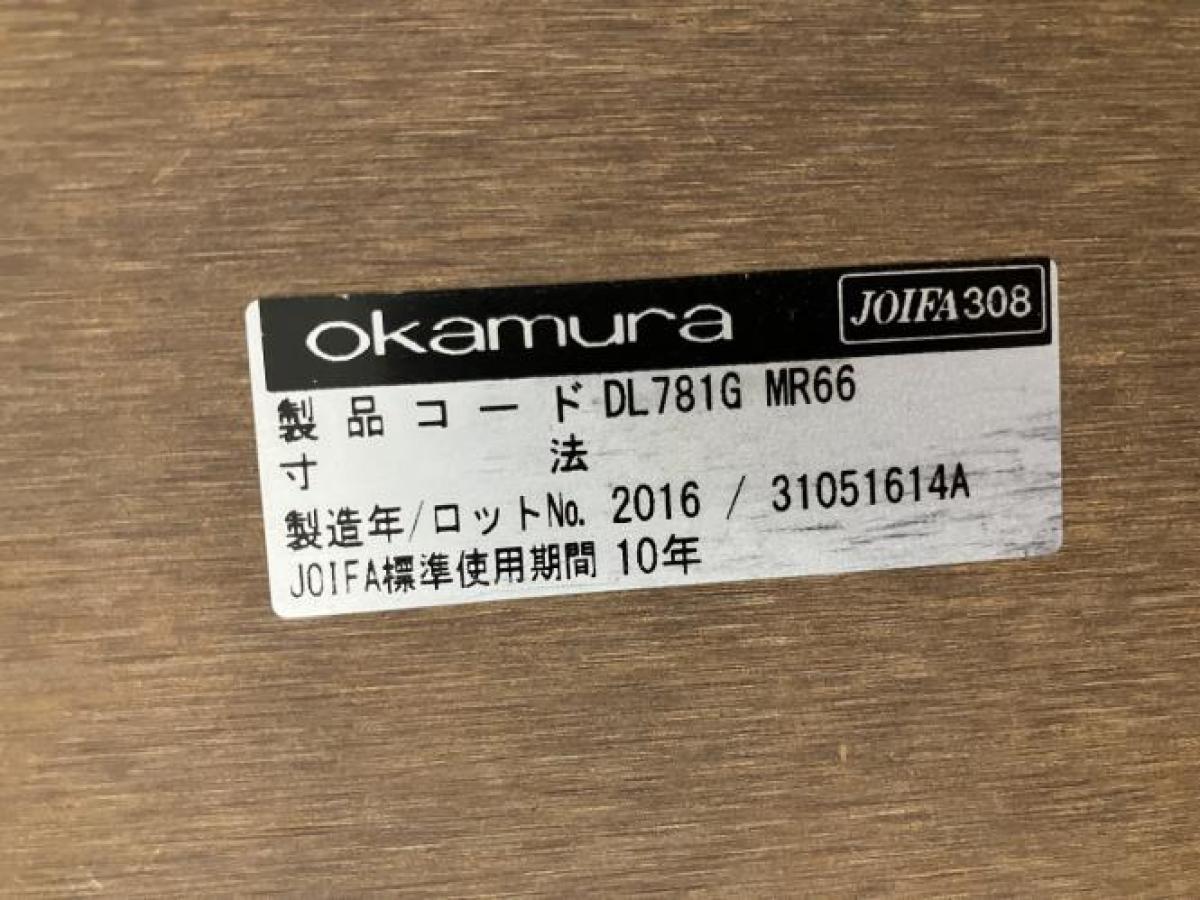 okamura JOIFA308
製品コード DL781G MR66
寸法
製造年/ロットNo. 2016 / 31051614A
JOIFA標準使用期間 10年